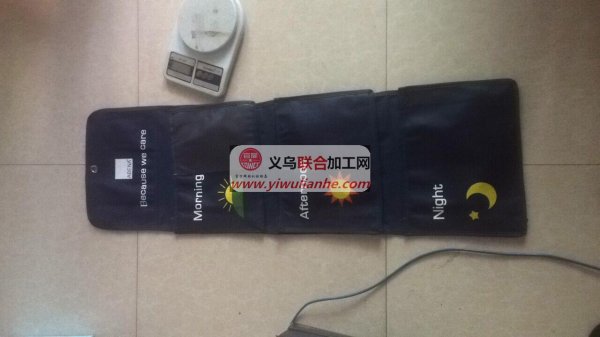 Because we care
Morning
Afternoon
Night
义乌联合加工网
www.yiwulianhe.com